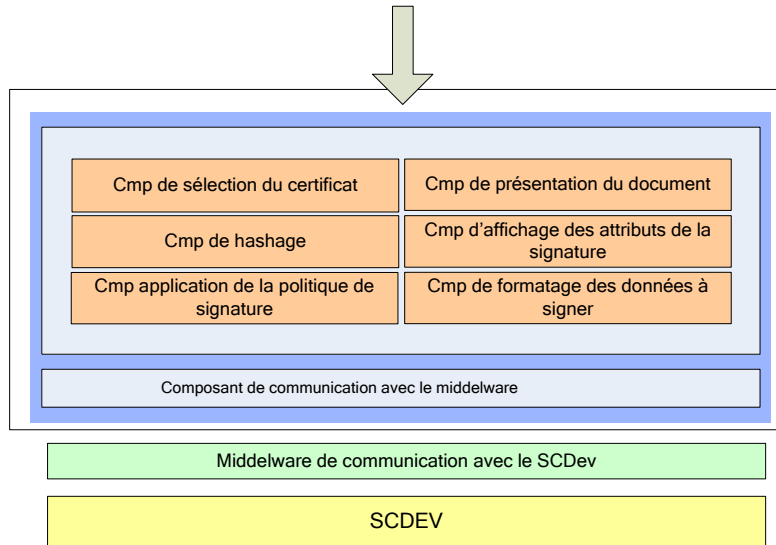 Cmp de sélection du certificat
Cmp de présentation du document
Cmp de hashage
Cmp d'affichage des attributs de la
signature
Cmp application de la politique de
signature
Cmp de formatage des données à
signer
Composant de communication avec le middelware
Middelware de communication avec le SCDev
SCDEV